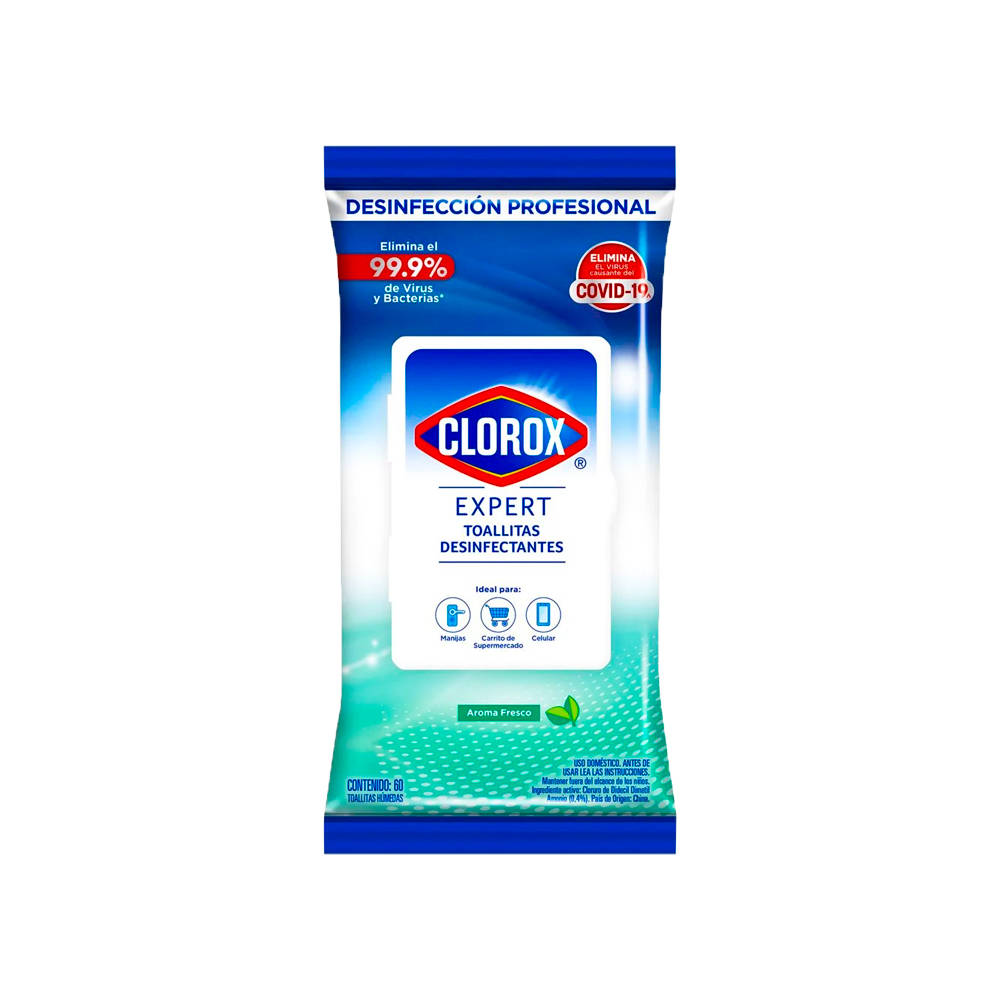 DESINFECCIÓN PROFESIONAL
Elimina el
99.9%
de Virus
y Bacterias*
ELIMINA
EL VIRUS
causante del
COVID-19
CLOROX
®
EXPERT
TOALLITAS
DESINFECTANTES
Ideal para:
Manijas
Carrito de
Supermercado
Celular
Aroma Fresco
CONTENIDO: 60
TOALLITAS HÚMEDAS
USO DOMÉSTICO. ANTES DE
USAR LEA LAS INSTRUCCIONES.
Mantener fuera del alcance de los niños.
Ingrediente activo: Cloruro de Didecil Dimetil
Amonio (0,4%). País de Origen: China.